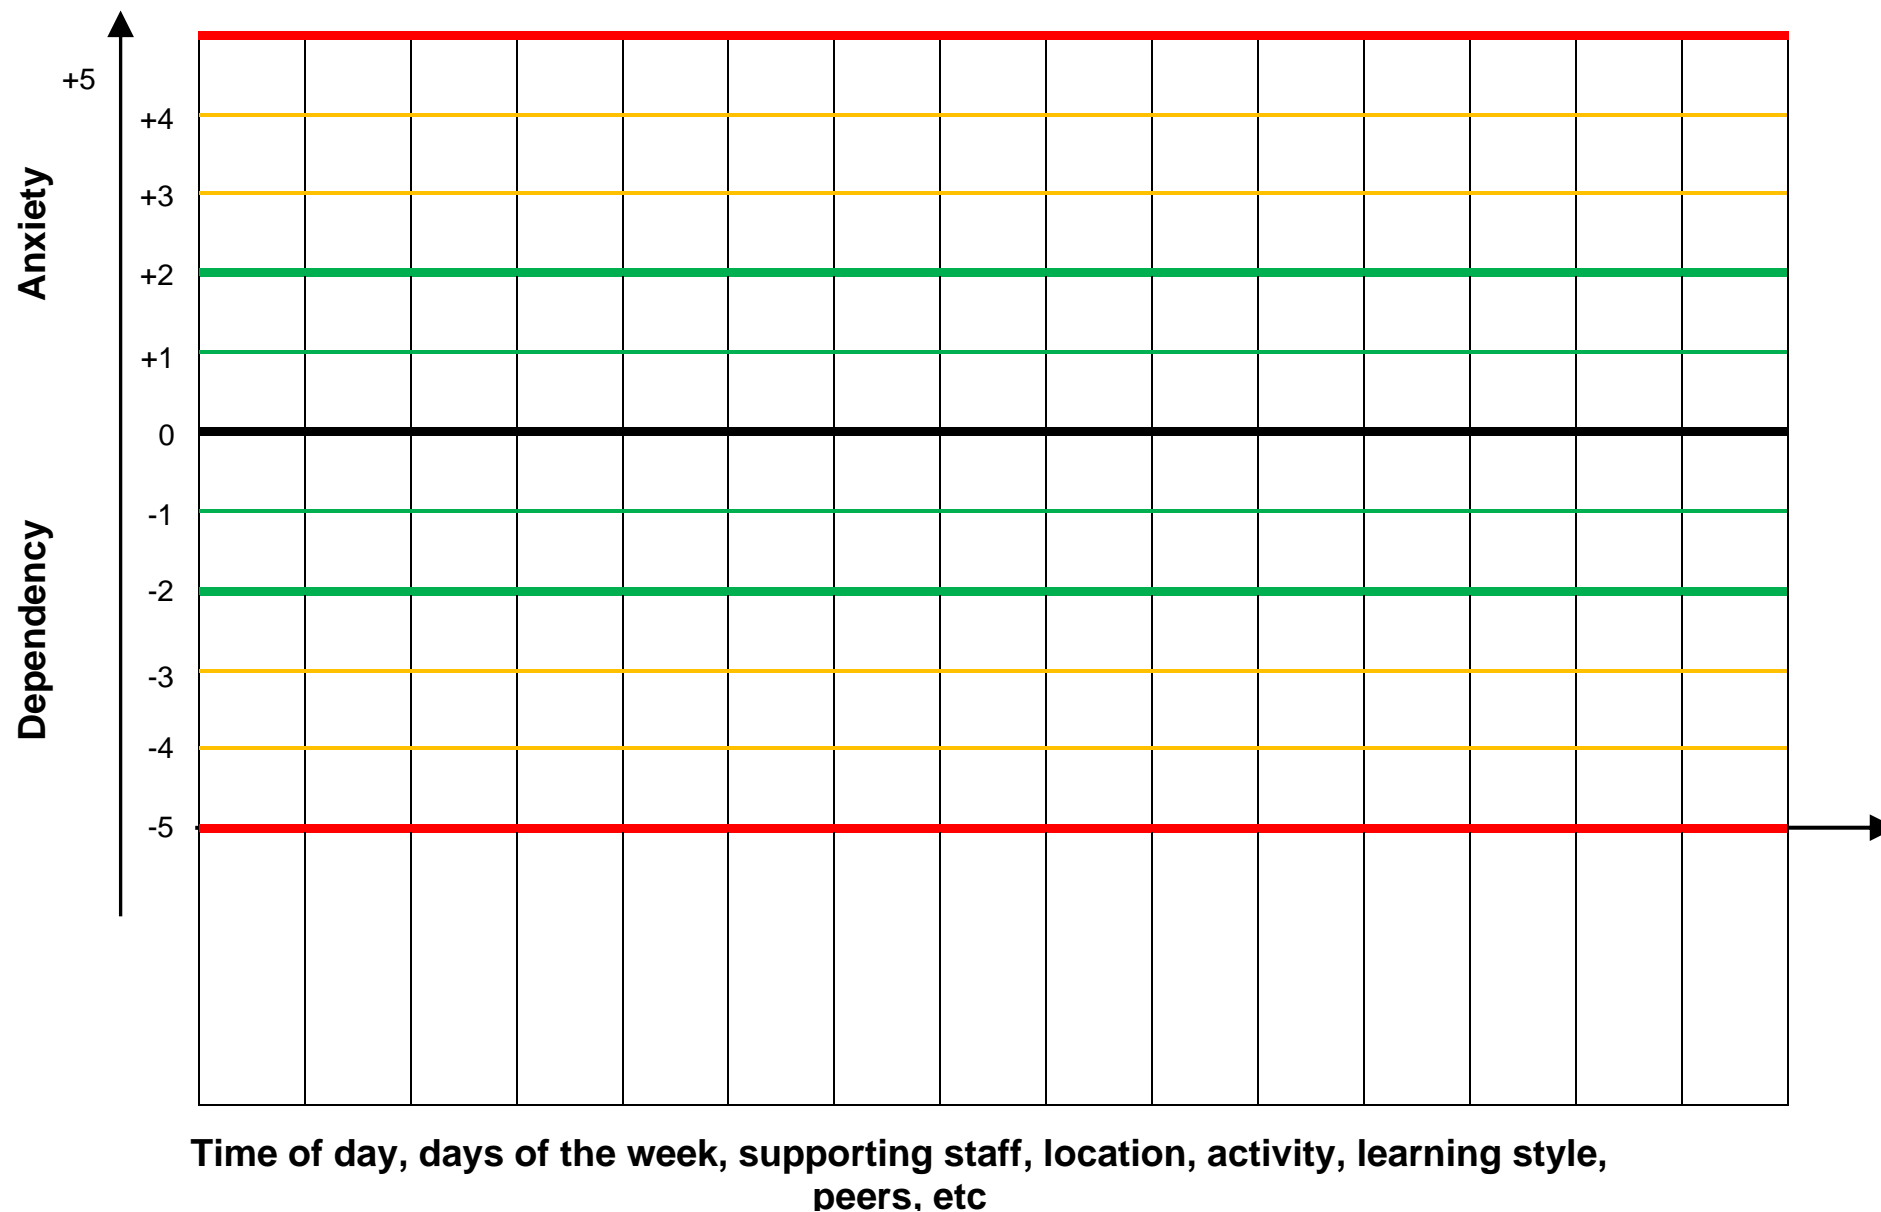 +5
+4
+3
+2
+1
0
-1
-2
-3
-4
-5
Anxiety
Dependency
Time of day, days of the week, supporting staff, location, activity, learning style,
peers, etc